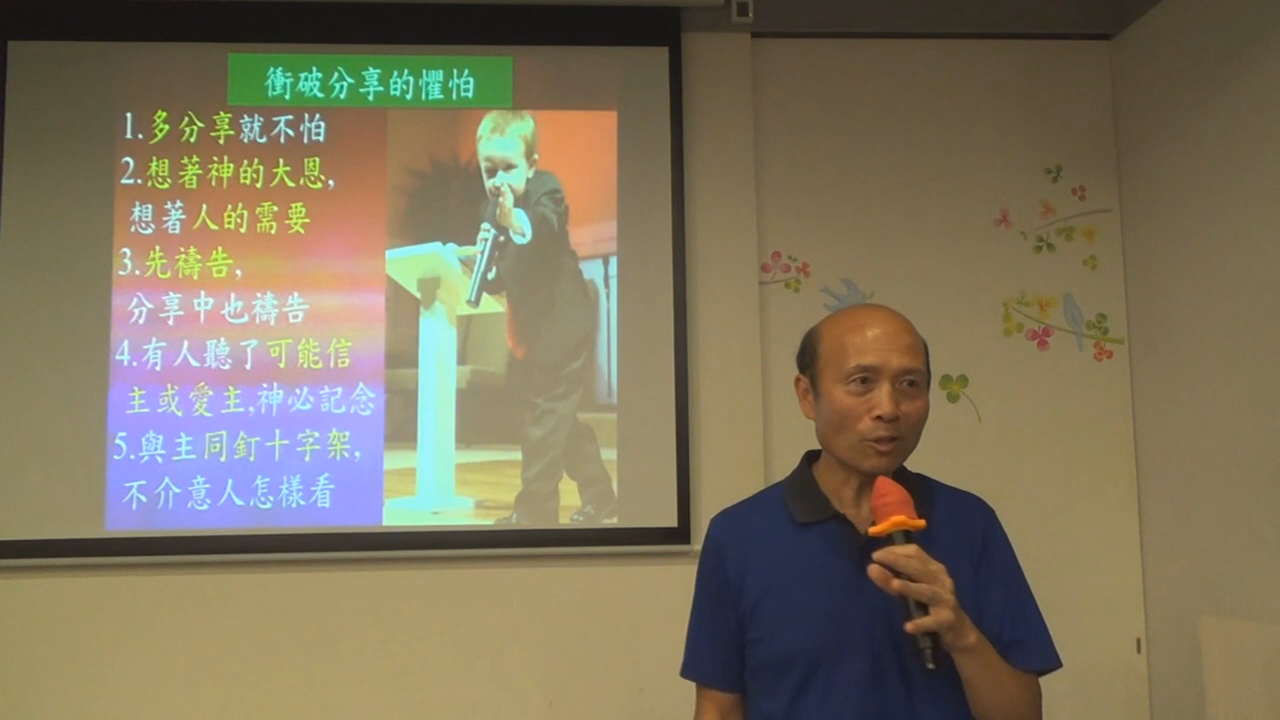 衝破分享的懼怕
1.多分享就不怕
2.想著神的大恩,
想著人的需要
3.先禱告,
分享中也禱告
4.有人聽了可能信
主或愛主,神必記念
5.與主同釘十字架,
不介意人怎樣看